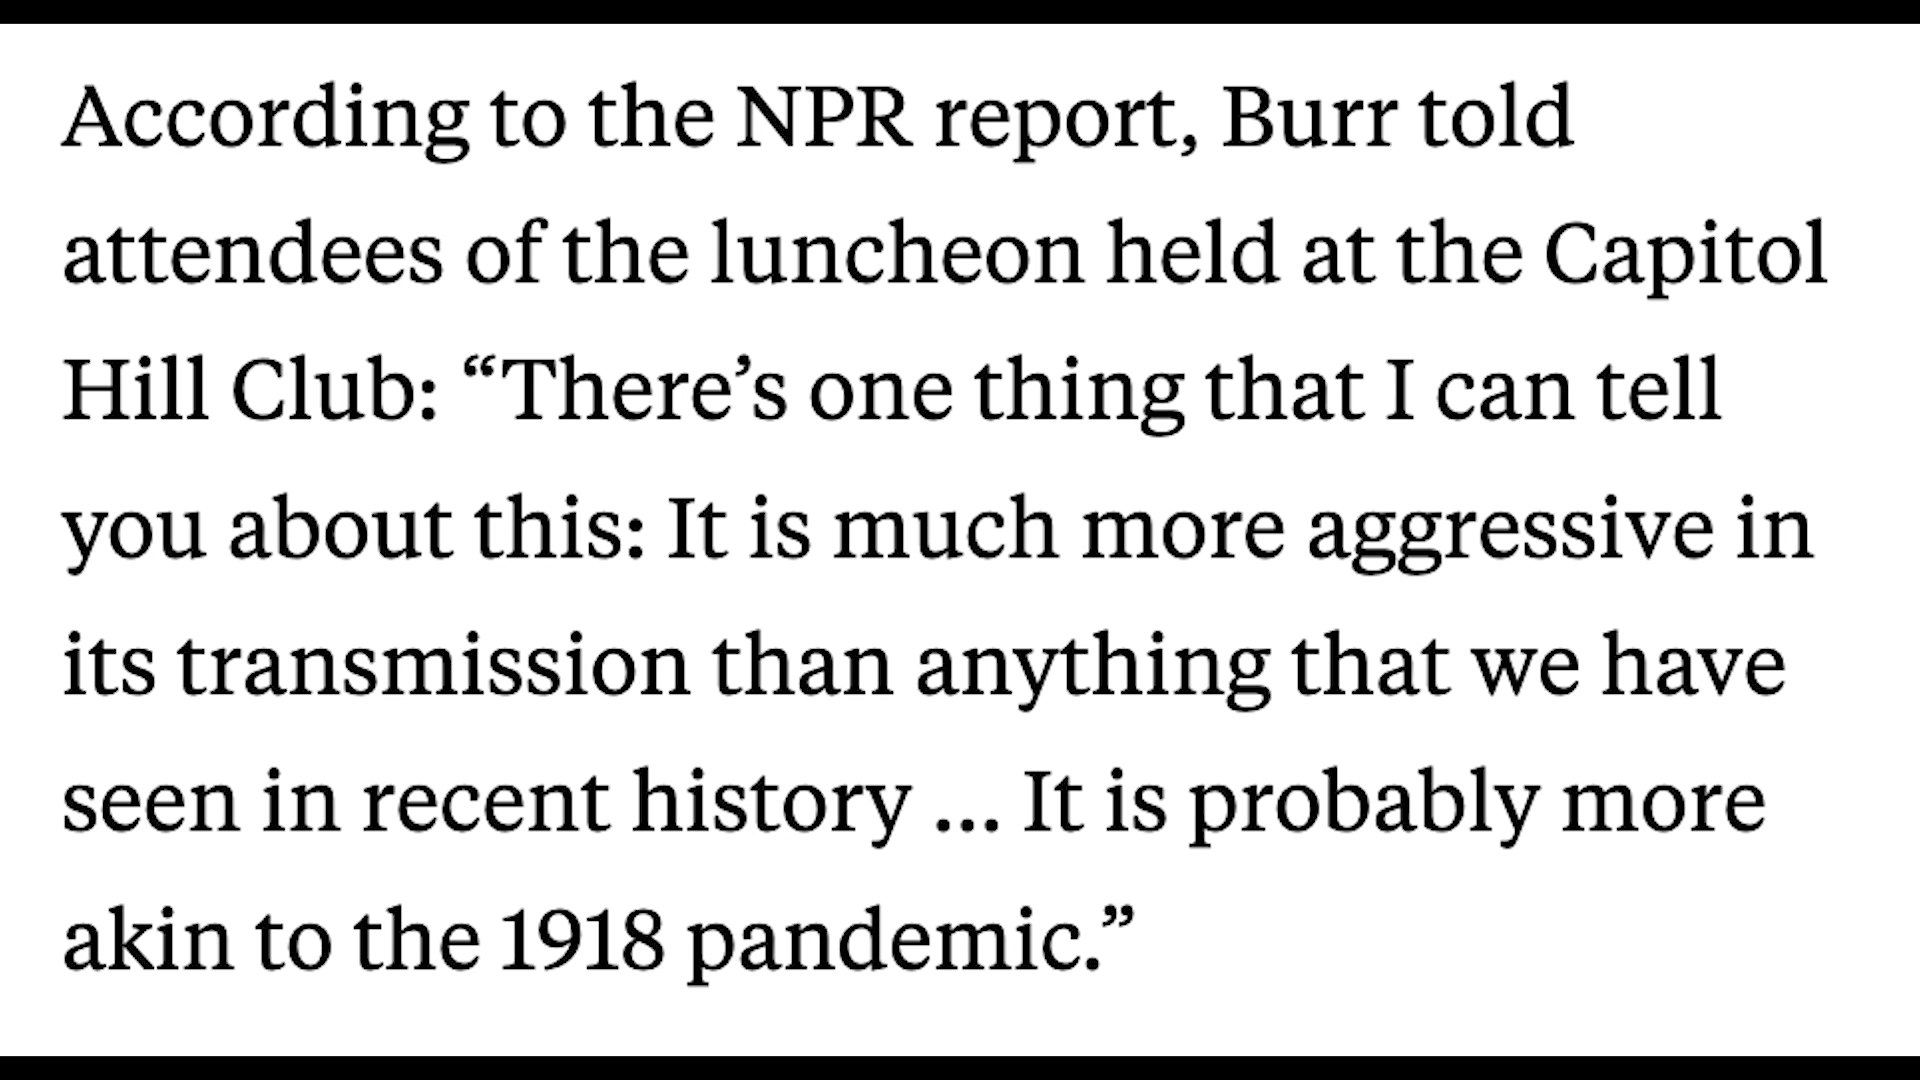 According to the NPR report, Burr told
attendees of the luncheon held at the Capitol
Hill Club: “There’s one thing that I can tell
you about this: It is much more aggressive in
its transmission than anything that we have
seen in recent history ... It is probably more
akin to the 1918 pandemic.”